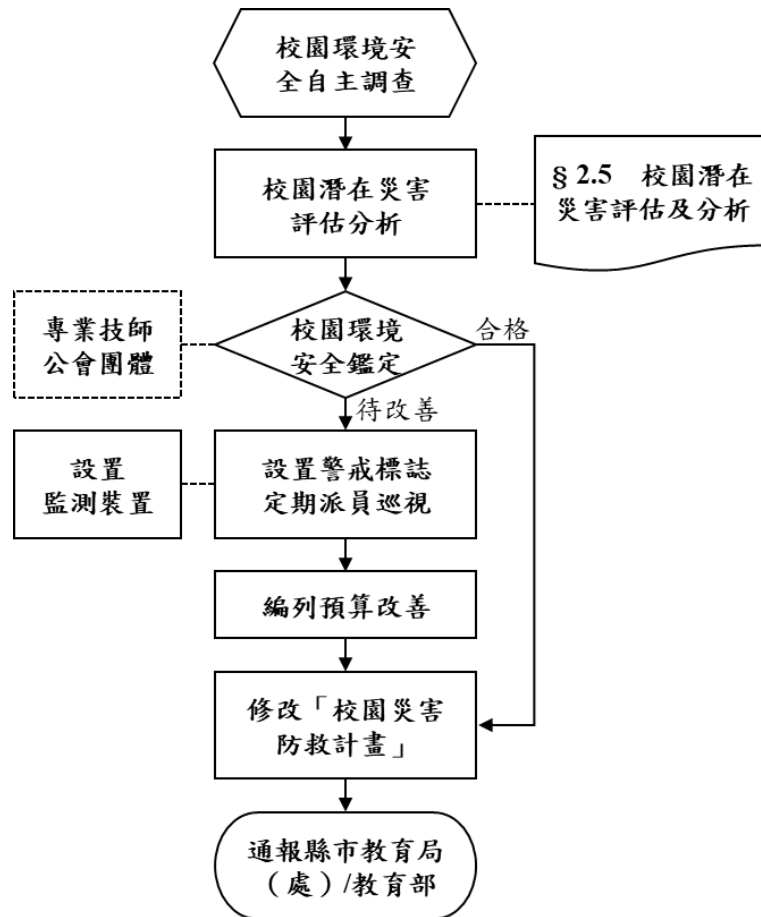 校園環境安
全自主調查
校園潛在災害
評估分析
§ 2.5 校園潛在
災害評估及分析
專業技師
公會團體
校園環境
安全鑑定
合格
待改善
設置
監測裝置
設置警戒標誌
定期派員巡視
編列預算改善
修改「校園災害
防救計畫」
通報縣市教育局
（處）/教育部